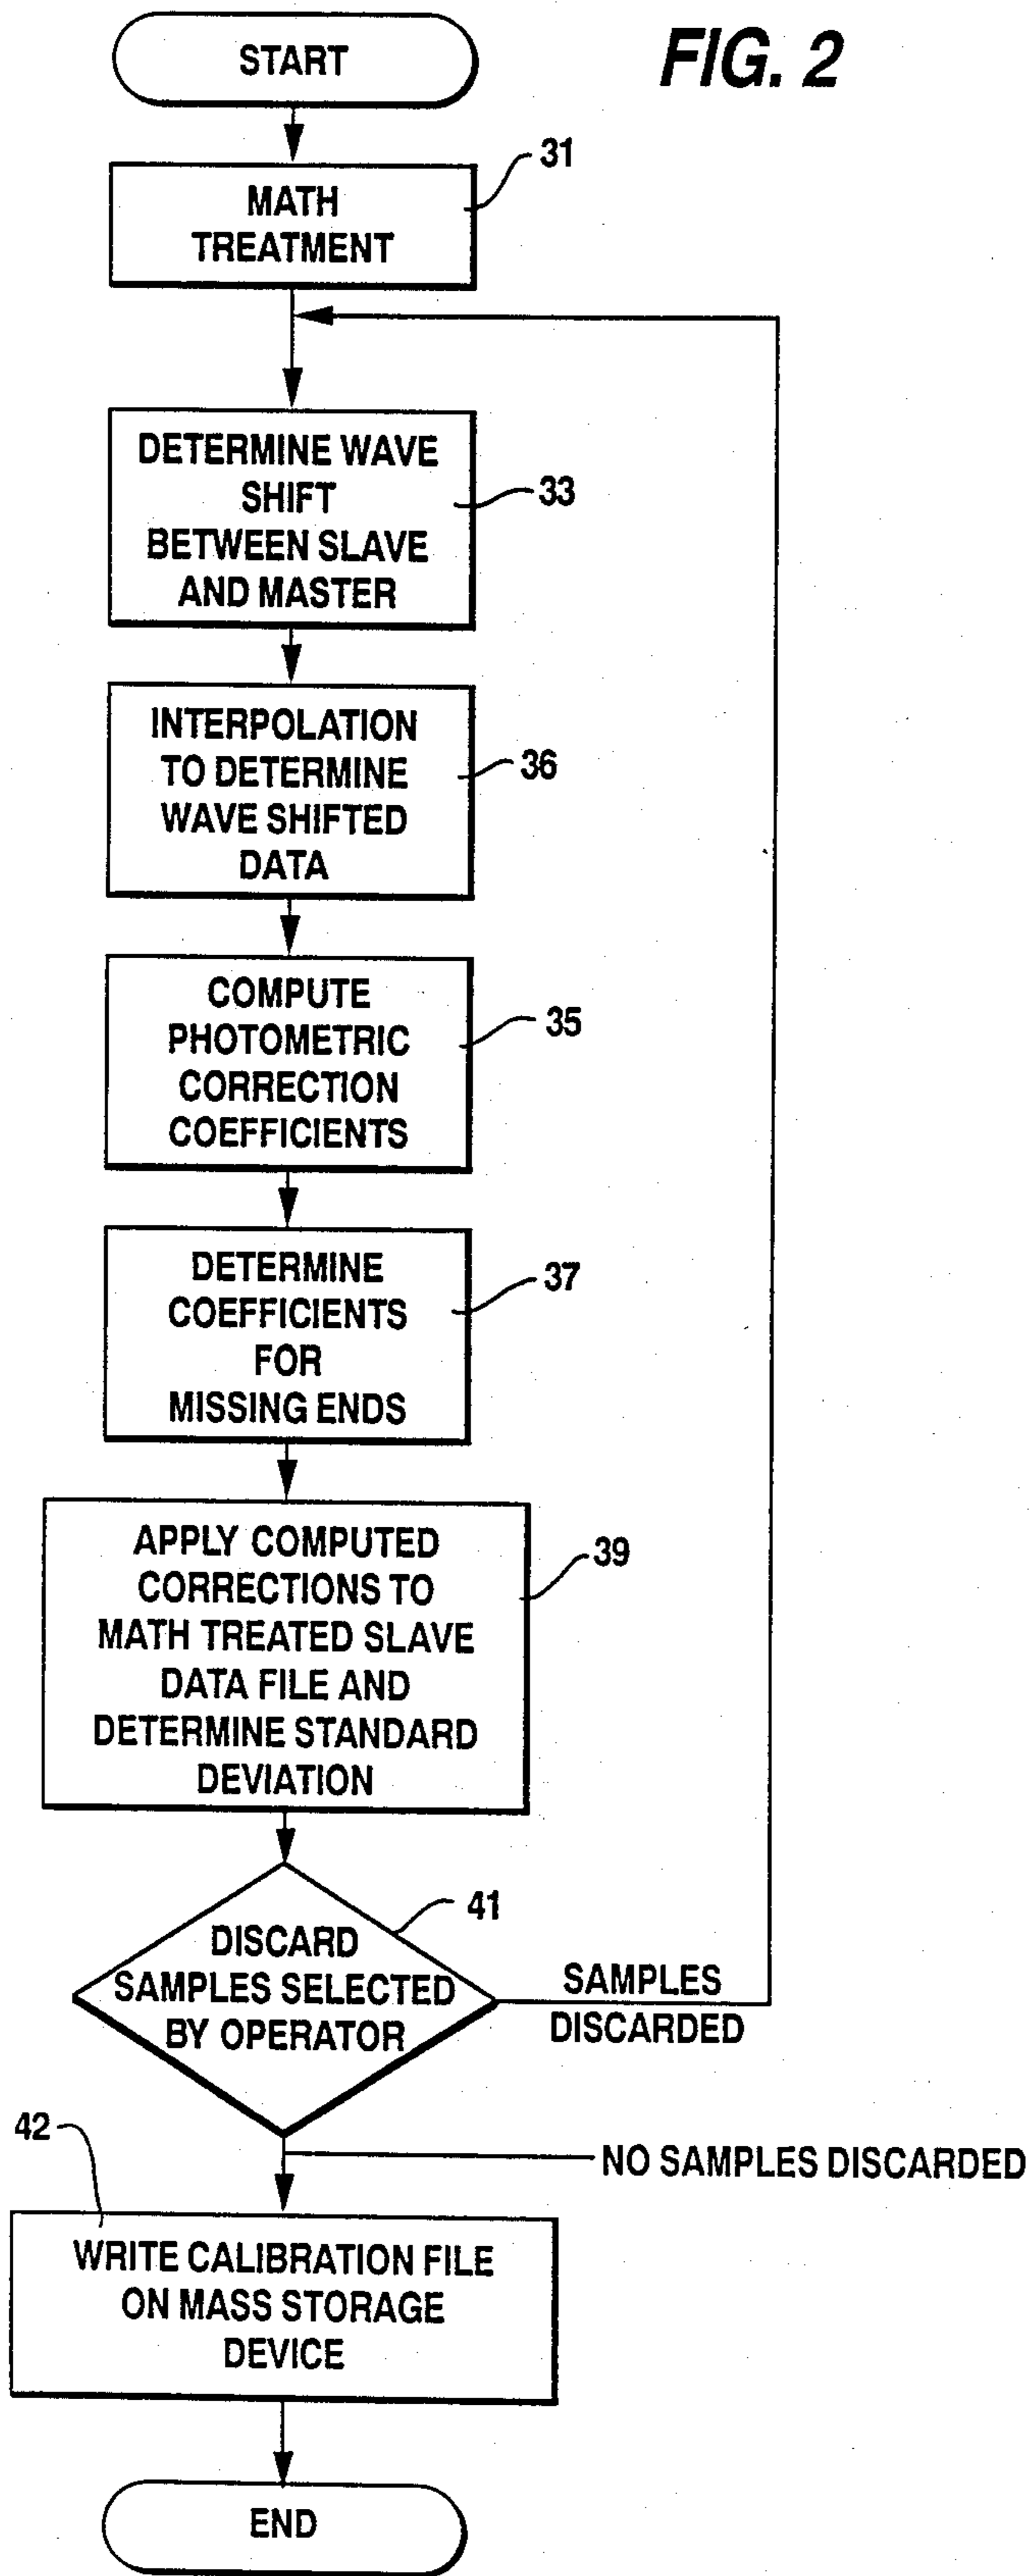 FIG. 2
START
31
MATH
TREATMENT
DETERMINE WAVE
SHIFT
BETWEEN SLAVE
AND MASTER
33
INTERPOLATION
TO DETERMINE
WAVE SHIFTED
DATA
36
COMPUTE
PHOTOMETRIC
CORRECTION
COEFFICIENTS
35
DETERMINE
COEFFICIENTS
FOR
MISSING ENDS
37
APPLY COMPUTED
CORRECTIONS TO
MATH TREATED SLAVE
DATA FILE AND
DETERMINE STANDARD
DEVIATION
39
41
DISCARD
SAMPLES SELECTED
BY OPERATOR
SAMPLES
DISCARDED
42
NO SAMPLES DISCARDED
WRITE CALIBRATION FILE
ON MASS STORAGE
DEVICE
END